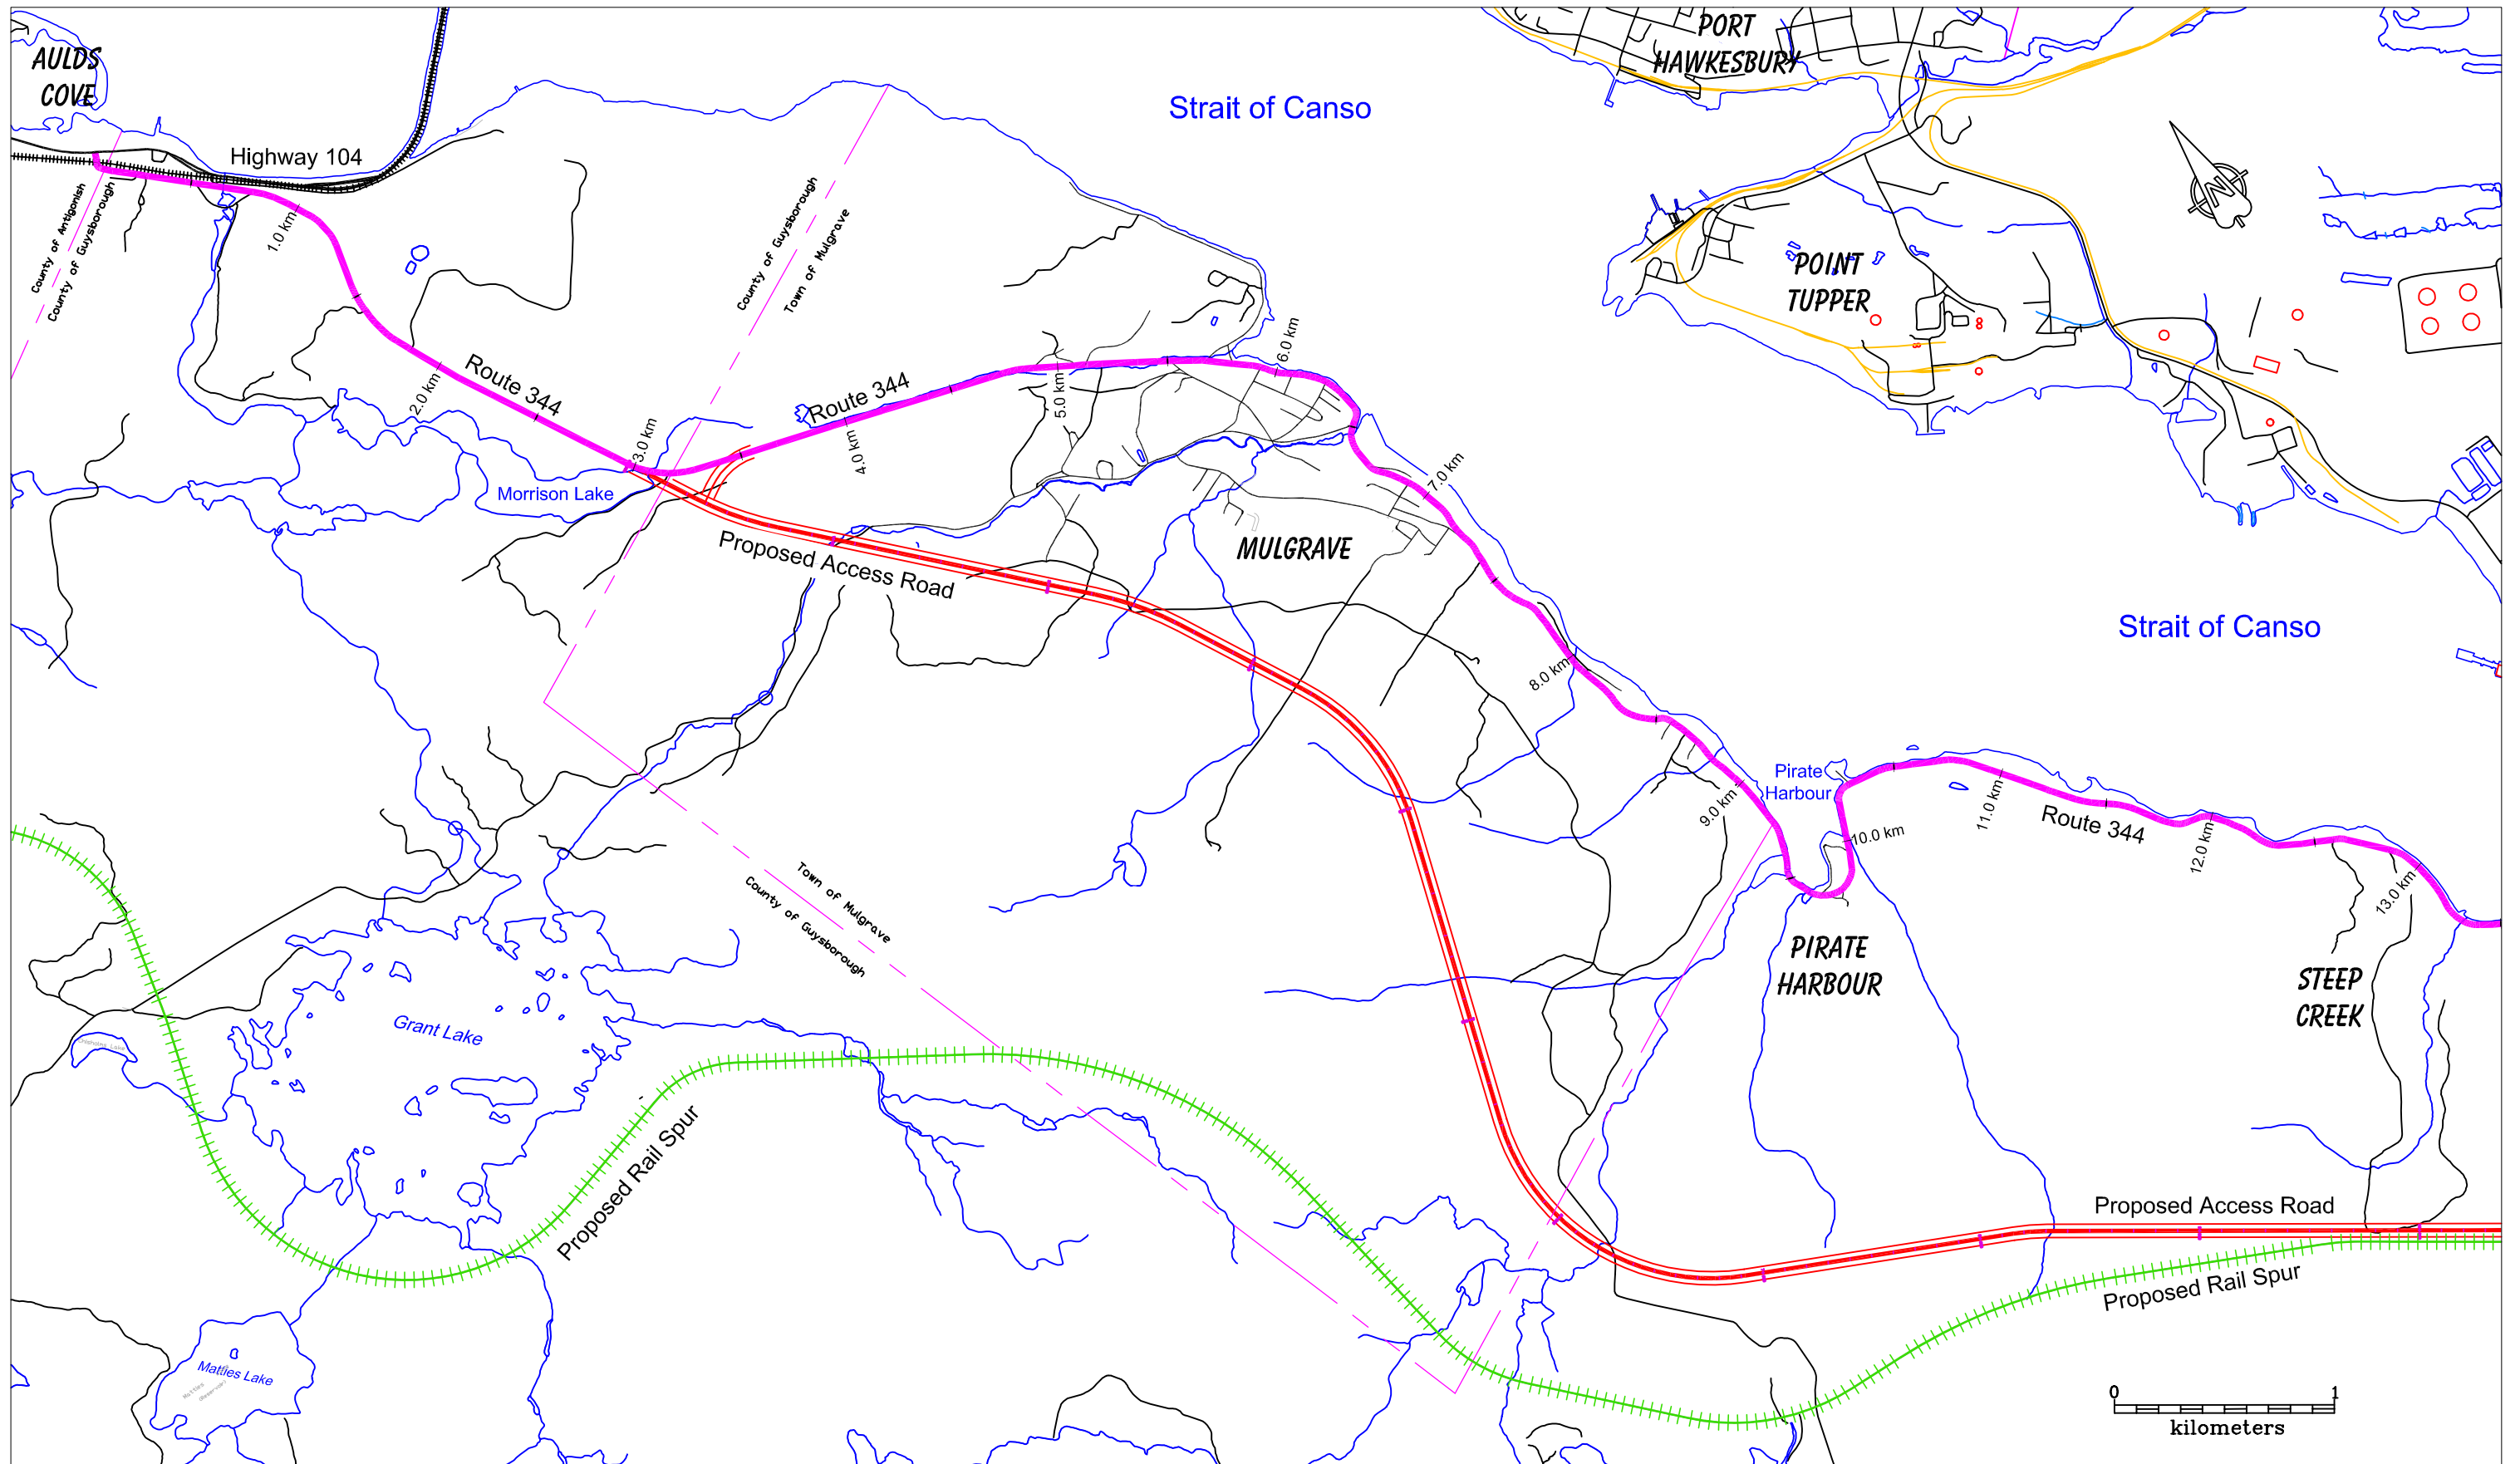 AULDS
COVE
PORT
HAWKESBURY
Strait of Canso
Highway 104
County of Antigonish
County of Guysborough
1.0 km
County of Guysborough
Town of Mulgrave
N
POINT
TUPPER
2.0 km
Route 344
3.0 km
Route 344
4.0 km
5.0 km
6.0 km
7.0 km
Morrison Lake
Proposed Access Road
MULGRAVE
Strait of Canso
8.0 km
Pirate
Harbour
9.0 km
10.0 km
11.0 km
Route 344
12.0 km
13.0 km
Town of Mulgrave
County of Guysborough
PIRATE
HARBOUR
STEEP
CREEK
Grant Lake
Proposed Rail Spur
Proposed Access Road
Proposed Rail Spur
Matties Lake
0 1
kilometers